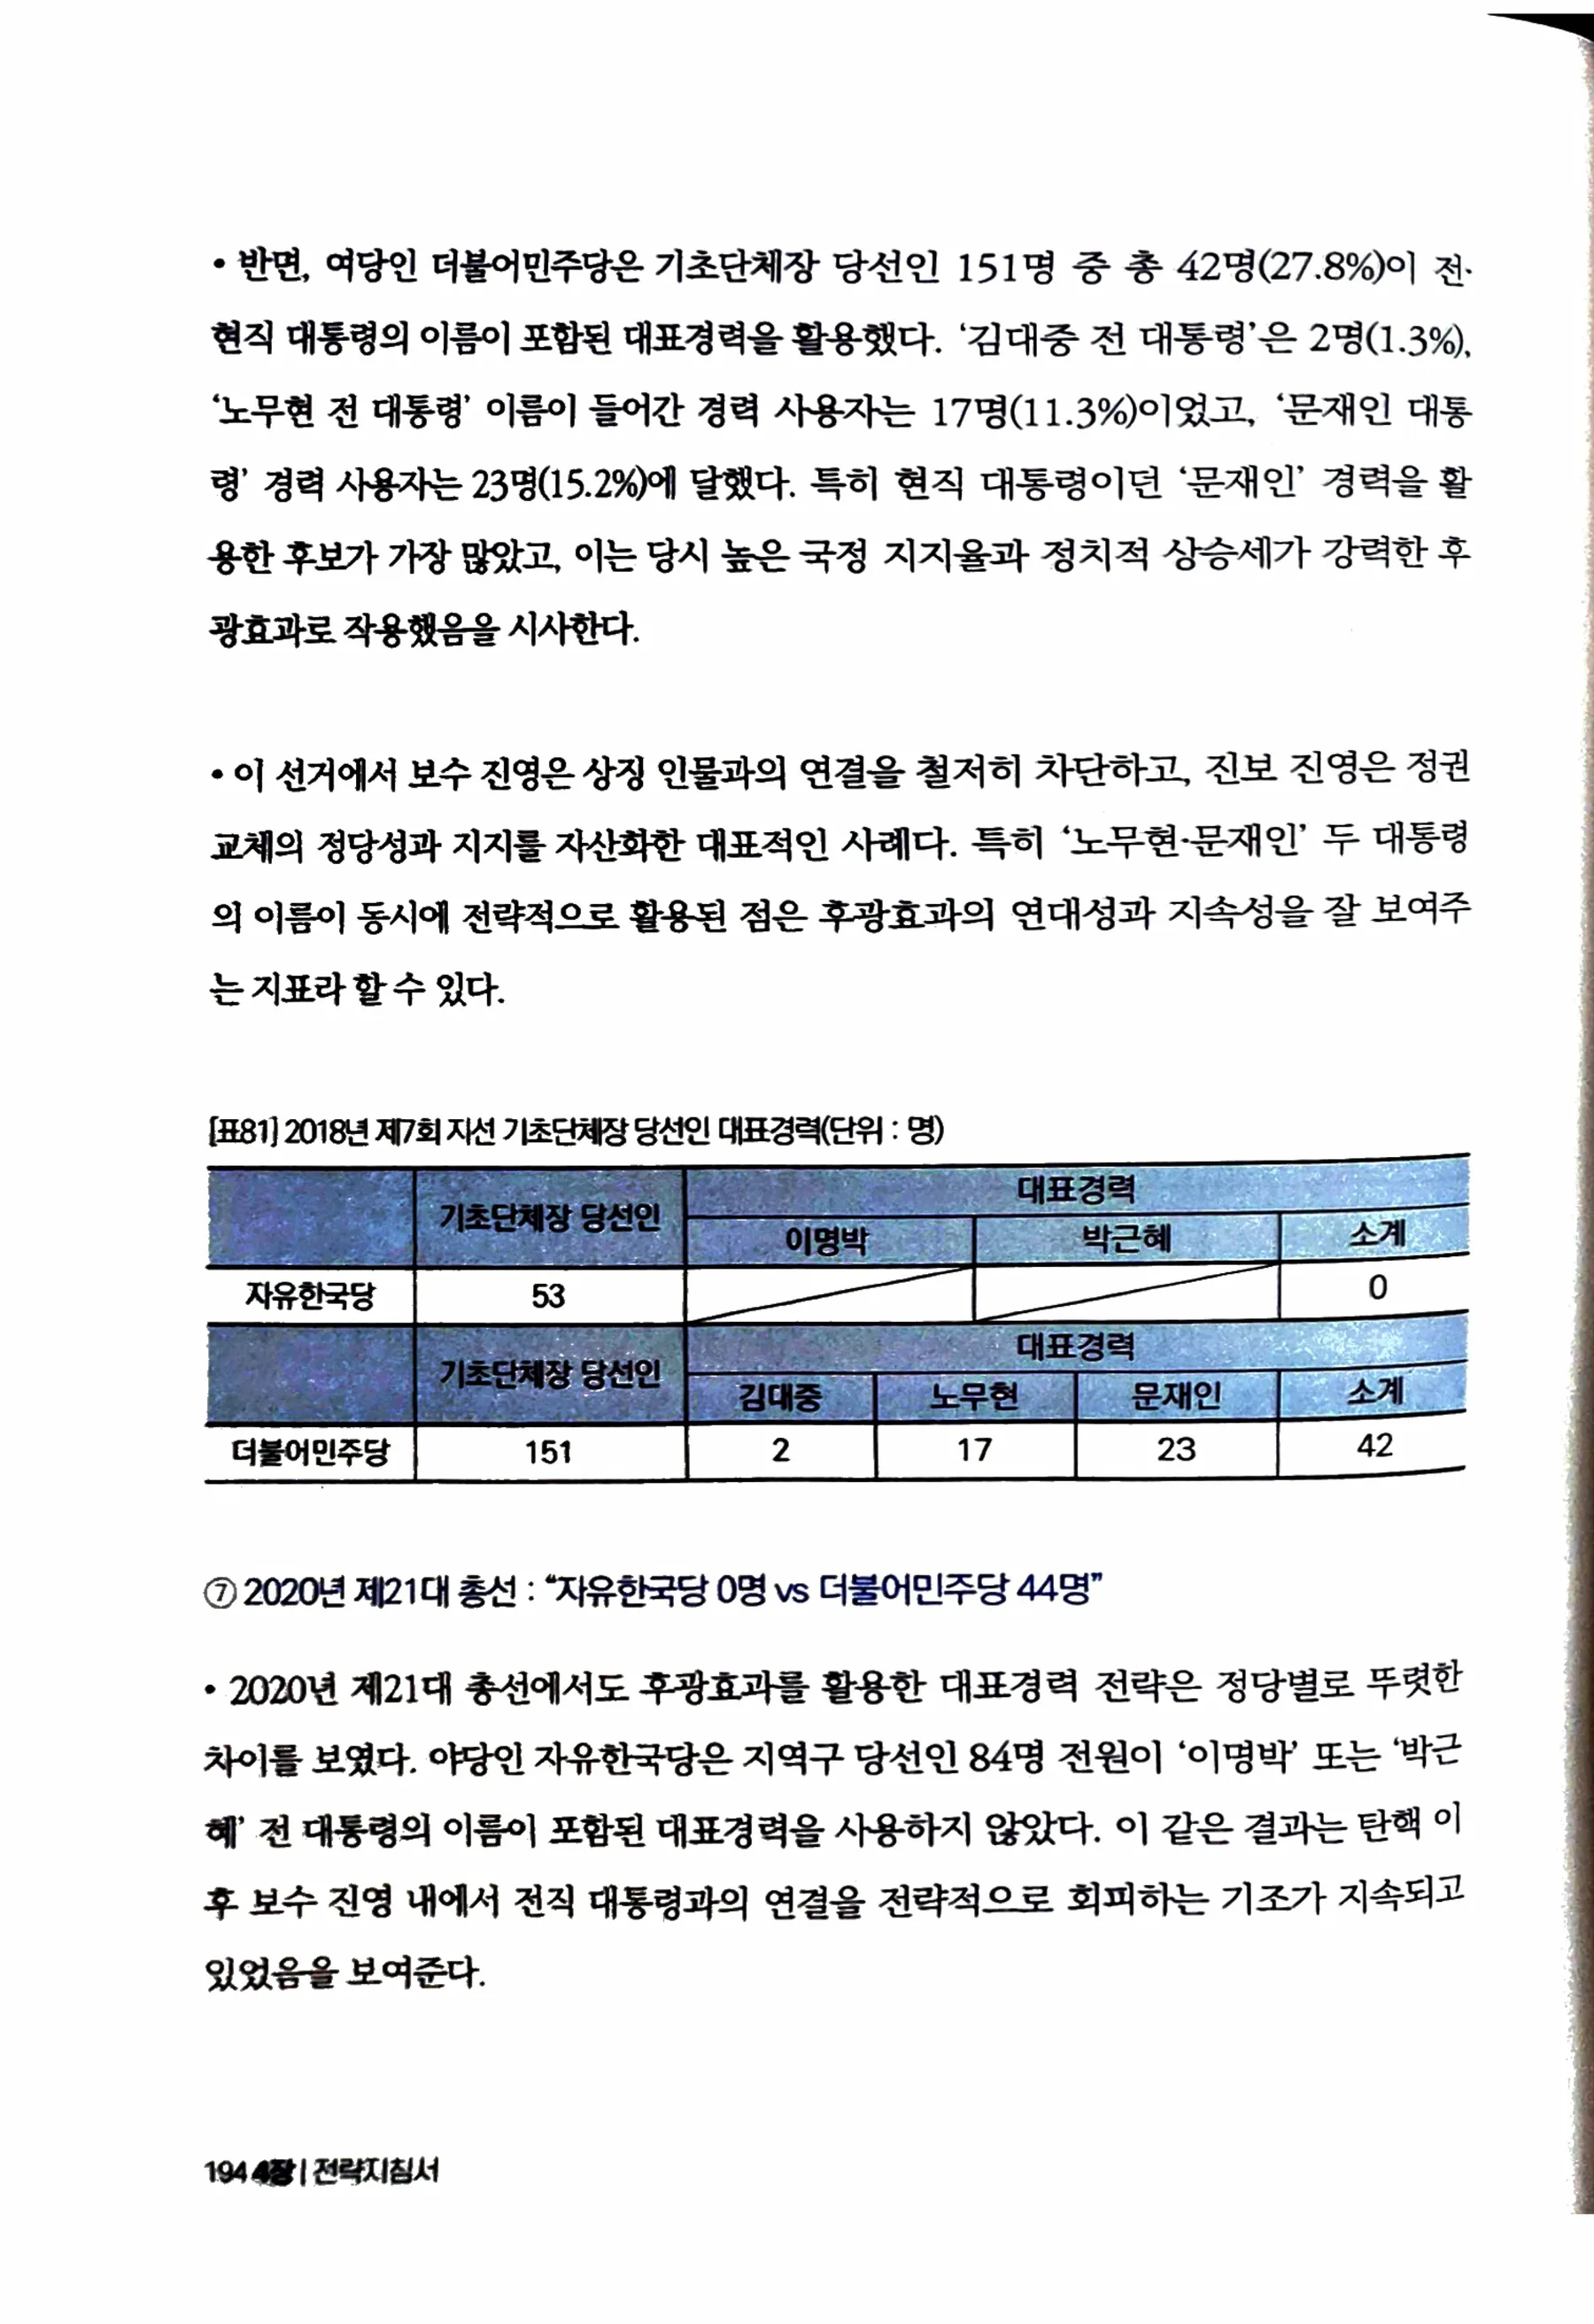 • 반면, 여당인 더불어민주당은 기초단체장 당선인 151명 중 총 42명(27.8%)이 전·
현직 대통령의 이름이 포함된 대표경력을 활용했다. ‘김대중 전 대통령’은 2명(1.3%),
‘노무현 전 대통령’ 이름이 들어간 경력 사용자는 17명(11.3%)이었고, ‘문재인 대통
령’ 경력 사용자는 23명(15.2%)에 달했다. 특히 현직 대통령이던 ‘문재인’ 경력을 활
용한 후보가 가장 많았고, 이는 당시 높은 국정 지지율과 정치적 상승세가 강력한 후
광효과로 작용했음을 시사한다.
• 이 선거에서 보수 진영은 상징 인물과의 연결을 철저히 차단하고, 진보 진영은 정권
교체의 정당성과 지지를 자산화한 대표적인 사례다. 특히 ‘노무현·문재인’ 두 대통령
의 이름이 동시에 전략적으로 활용된 점은 후광효과의 연대성과 지속성을 잘 보여주
는 지표라 할 수 있다.
[표81] 2018년 제7회 지선 기초단체장 당선인 대표경력(단위 : 명)
기초단체장 당선인 대표경력
이명박 박근혜 소계
자유한국당 53 0
기초단체장 당선인 대표경력
김대중 노무현 문재인 소계
더불어민주당 151 2 17 23 42
⑦ 2020년 제21대 총선 : “자유한국당 0명 vs 더불어민주당 44명”
• 2020년 제21대 총선에서도 후광효과를 활용한 대표경력 전략은 정당별로 뚜렷한
차이를 보였다. 야당인 자유한국당은 지역구 당선인 84명 전원이 ‘이명박’ 또는 ‘박근
혜’ 전 대통령의 이름이 포함된 대표경력을 사용하지 않았다. 이 같은 결과는 탄핵 이
후 보수 진영 내에서 전직 대통령과의 연결을 전략적으로 회피하는 기조가 지속되고
있었음을 보여준다.
194 4장 | 전략지침서